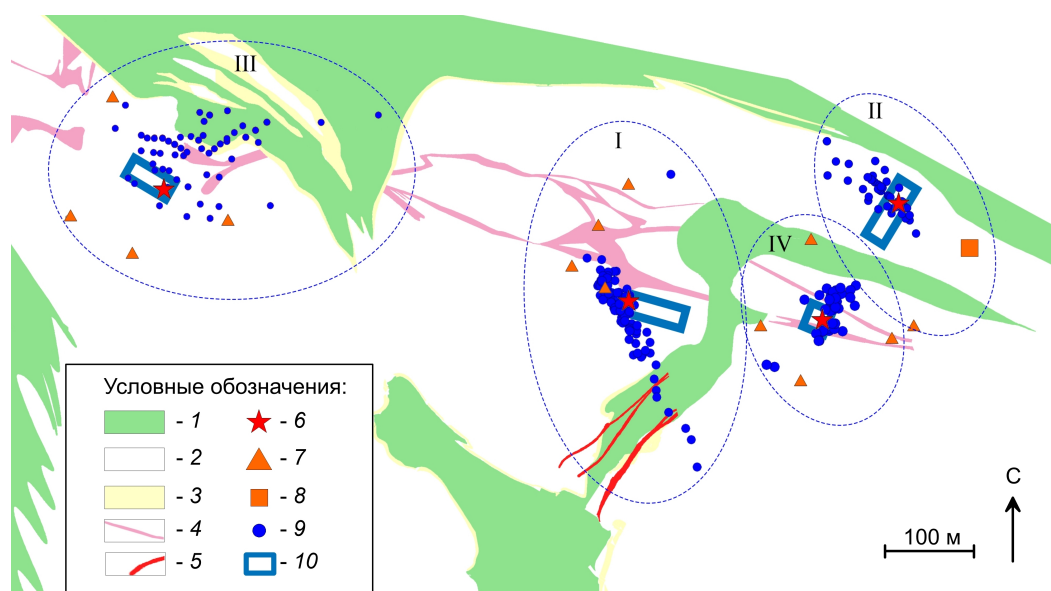 III
II
I
IV
Условные обозначения:
- 1 - 6
- 2 - 7
- 3 - 8
- 4 - 9
- 5 - 10
С
100 м